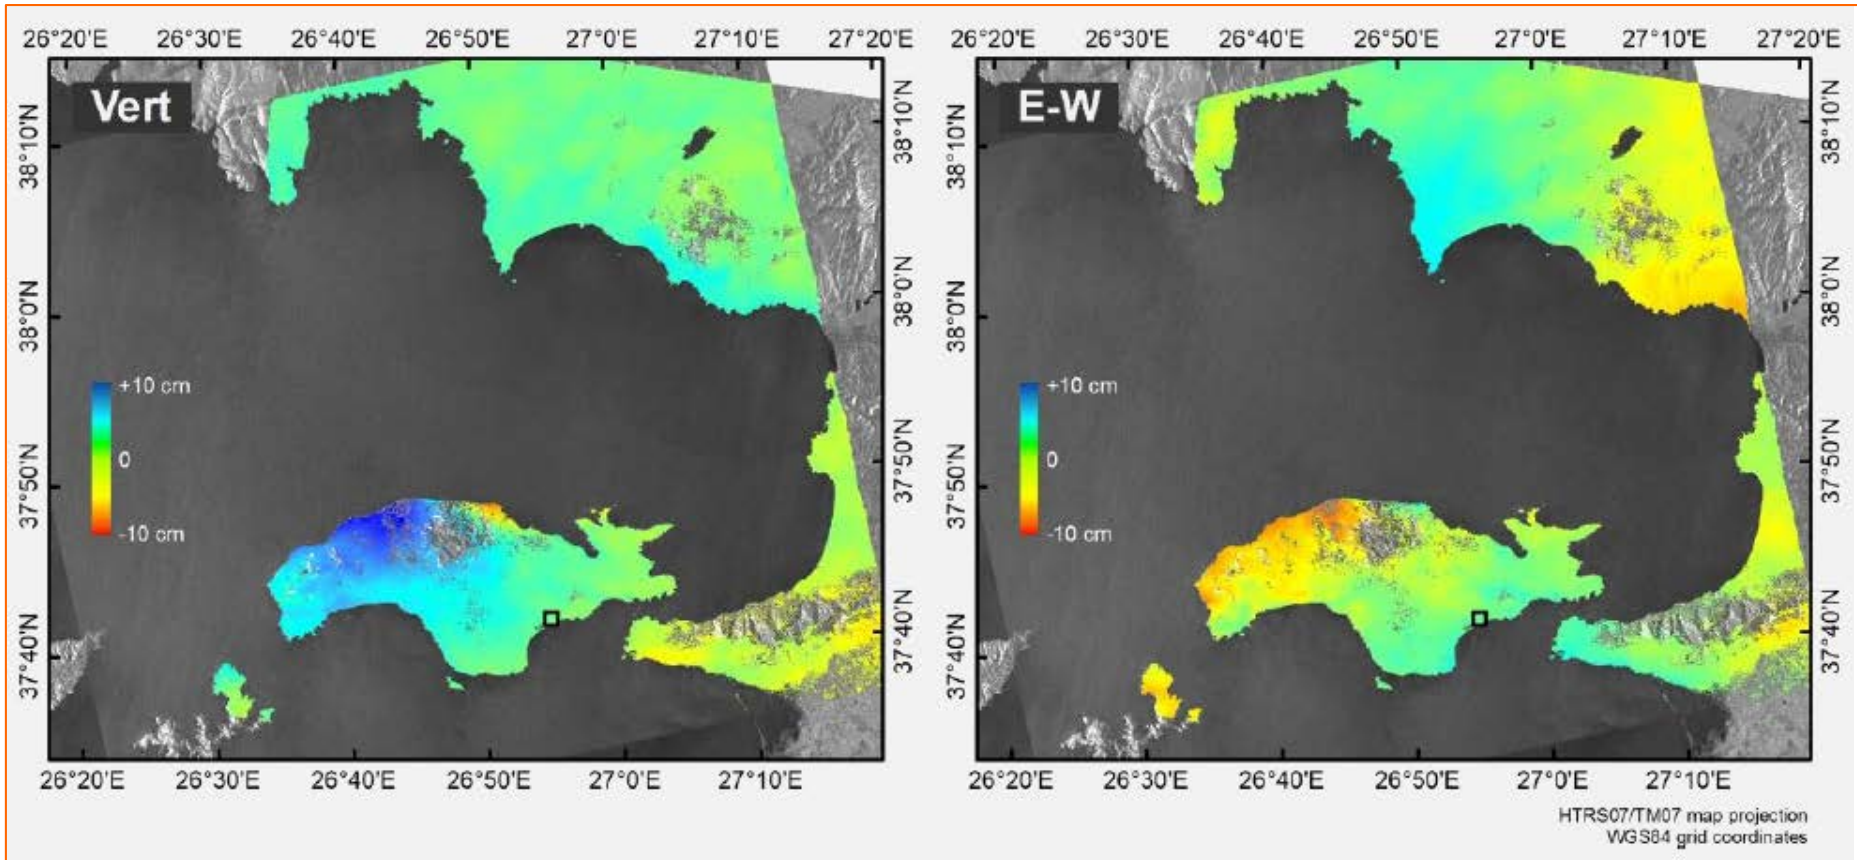 26°20'E 26°30'E 26°40'E 26°50'E 27°0'E 27°10'E 27°20'E
Vert
38°10'N
38°0'N
37°50'N
37°40'N
+10 cm
0
-10 cm
38°10'N
38°0'N
37°50'N
37°40'N
26°20'E 26°30'E 26°40'E 26°50'E 27°0'E 27°10'E
26°20'E 26°30'E 26°40'E 26°50'E 27°0'E 27°10'E 27°20'E
E-W
38°10'N
38°0'N
37°50'N
37°40'N
+10 cm
0
-10 cm
38°10'N
38°0'N
37°50'N
37°40'N
26°20'E 26°30'E 26°40'E 26°50'E 27°0'E 27°10'E
HTRS07/TM07 map projection
WGS84 grid coordinates